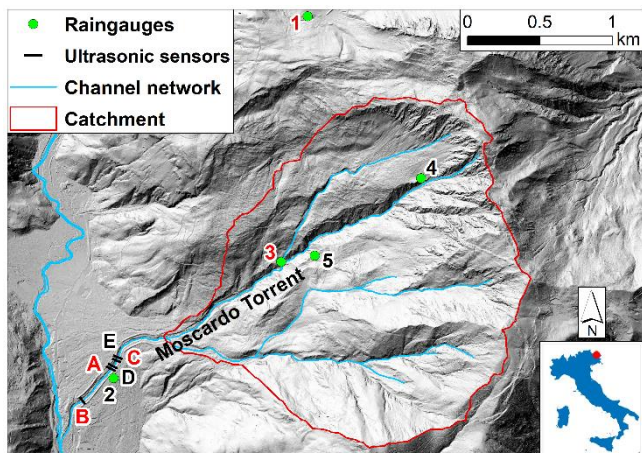 Raingauges
Ultrasonic sensors
Channel network
Catchment
1
0 0.5 1
km
4
3
5
Moscardo Torrent
E
A C
D
2
B
N